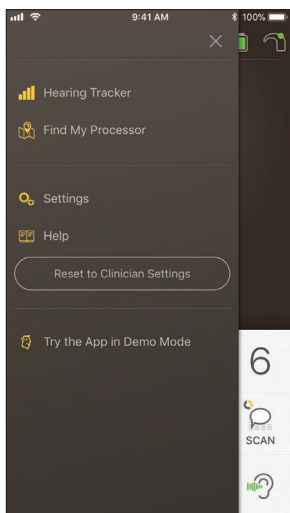 9:41 AM
100%
Hearing Tracker
Find My Processor
Settings
Help
Reset to Clinician Settings
Try the App in Demo Mode
6
SCAN